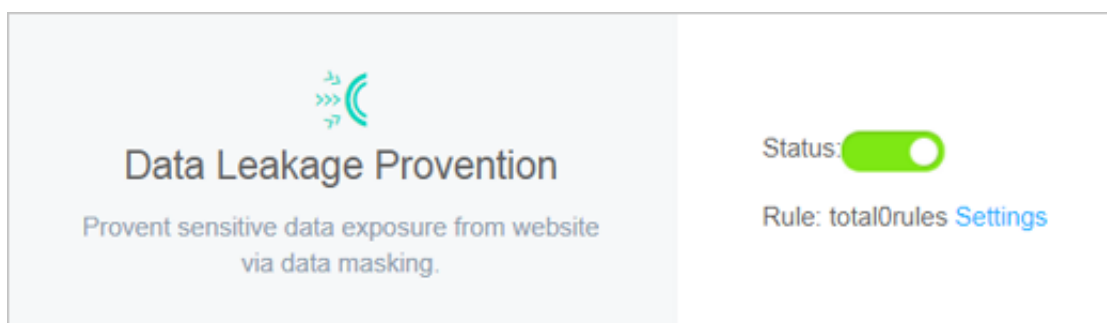 Data Leakage Provention
Provent sensitive data exposure from website
via data masking.
Status:
Rule: total0rules Settings